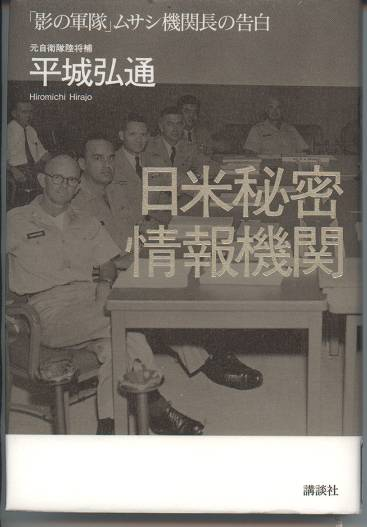 「影の軍隊」ムサシ機関長の告白
元自衛隊陸将補
平城弘通
Hiromichi Hirajo
日米秘密
情報機関
講談社